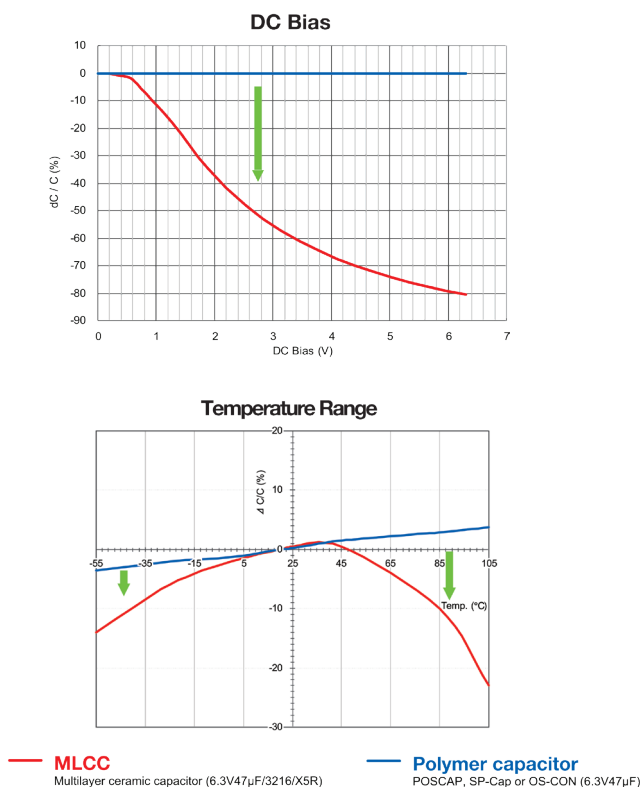 DC Bias
10
0
-10
-20
-30
-40
-50
-60
-70
-80
-90
dC / C (%)
0 1 2 3 4 5 6 7
DC Bias (V)
Temperature Range
20
10
0
-10
-20
-30
⊿ C/C (%)
-55 -35 -15 5 25 45 65 85 105
Temp. (°C)
MLCC
Multilayer ceramic capacitor (6.3V47µF/3216/X5R)
Polymer capacitor
POSCAP, SP-Cap or OS-CON (6.3V47µF)